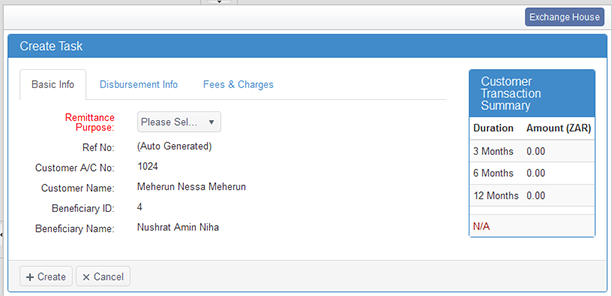 Exchange House
Create Task
Basic Info Disbursement Info Fees & Charges
Remittance
Purpose: Please Sel...
Ref No: (Auto Generated)
Customer A/C No: 1024
Customer Name: Meherun Nessa Meherun
Beneficiary ID: 4
Beneficiary Name: Nushrat Amin Niha
Customer
Transaction
Summary
Duration Amount (ZAR)
3 Months 0.00
6 Months 0.00
12 Months 0.00
N/A
+ Create × Cancel